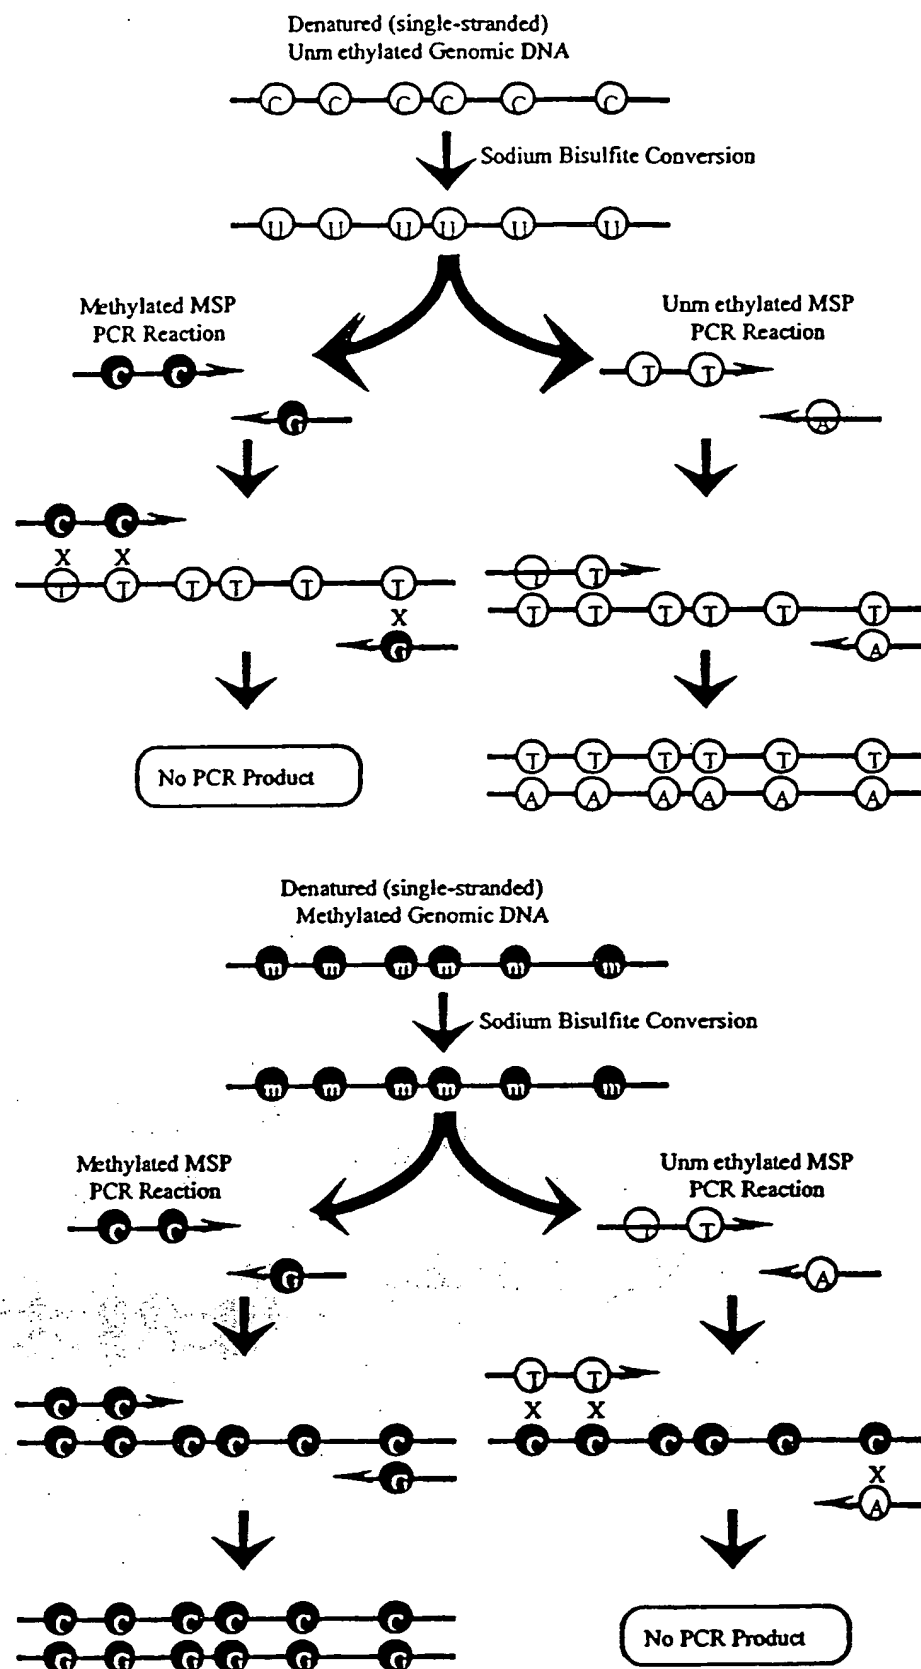 Denatured (single-stranded)
Unm ethylated Genomic DNA
C C C C C C
Sodium Bisulfite Conversion
U U U U U U
Methylated MSP
PCR Reaction
Unm ethylated MSP
PCR Reaction
C C
T T
G
A
C C
X X
T T T T T T
X
G
T T
T T T T T T
A
No PCR Product
T T T T T T
A A A A A A
Denatured (single-stranded)
Methylated Genomic DNA
m m m m m m
Sodium Bisulfite Conversion
m m m m m m
Methylated MSP
PCR Reaction
Unm ethylated MSP
PCR Reaction
C C
T T
G
A
C C
C C C C C C
G
T T
X X
C C C C C C
X
A
C C C C C C
G G G G G G
No PCR Product